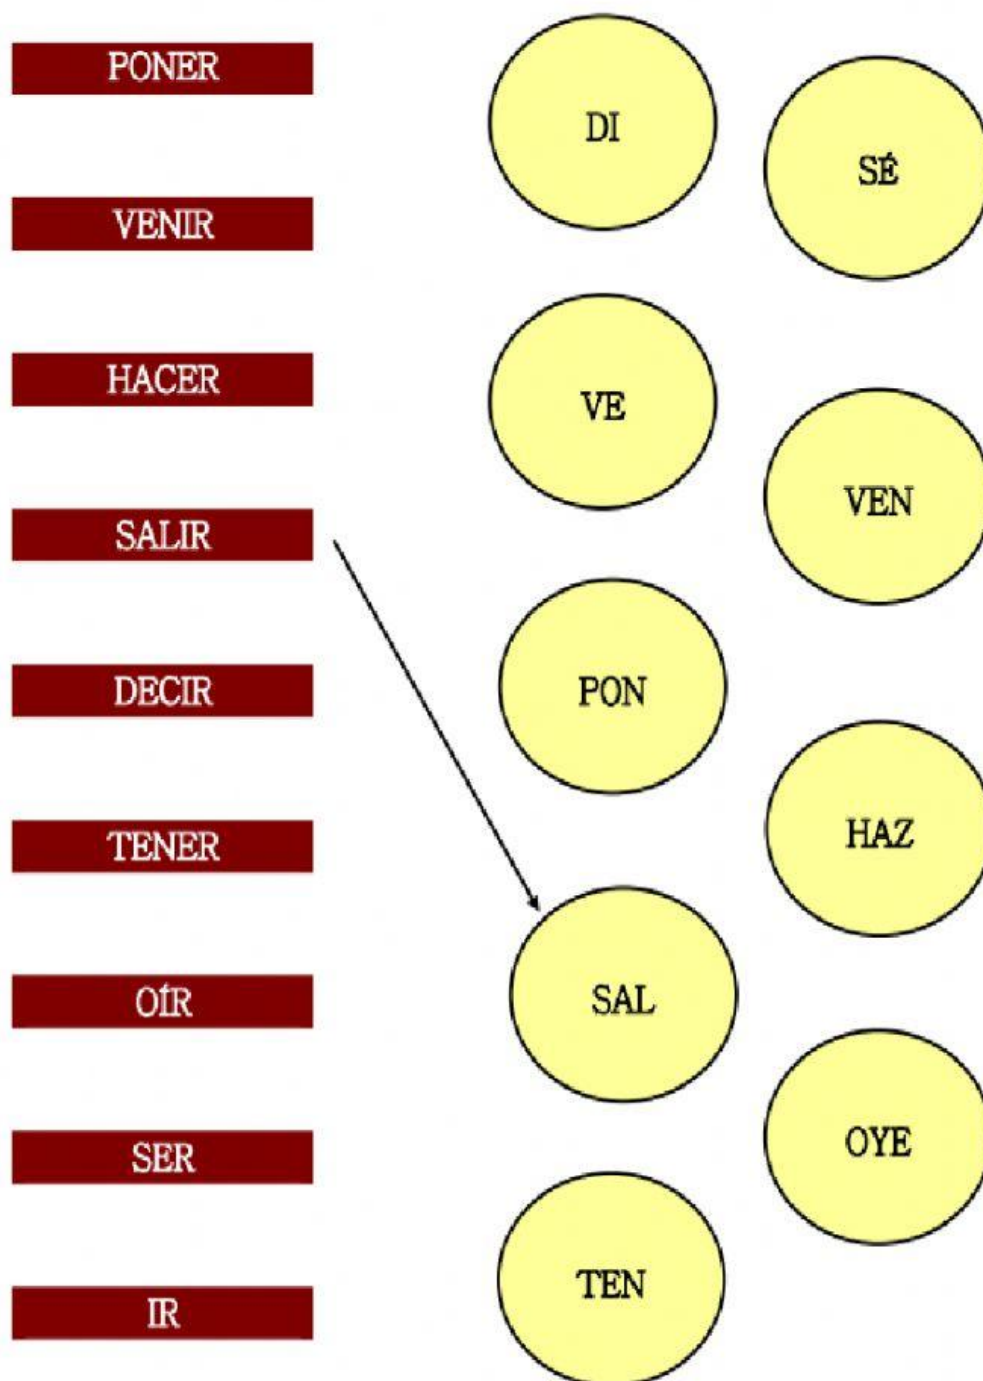 PONER
VENIR
HACER
SALIR
DECIR
TENER
OÍR
SER
IR
DI
SÉ
VE
VEN
PON
HAZ
SAL
OYE
TEN